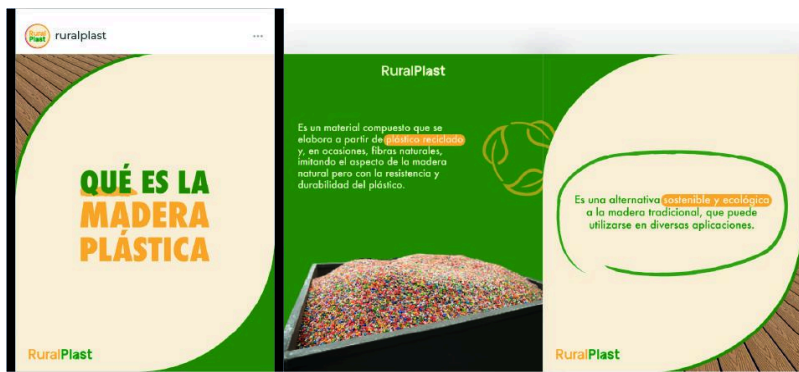 Rural
Plast
ruralplast
QUÉ ES LA
MADERA
PLÁSTICA
RuralPlast
RuralPlast
Es un material compuesto que se
elabora a partir de plástico reciclado
y, en ocasiones, fibras naturales,
imitando el aspecto de la madera
natural pero con la resistencia y
durabilidad del plástico.
Es una alternativa sostenible y ecológica
a la madera tradicional, que puede
utilizarse en diversas aplicaciones.
RuralPlast